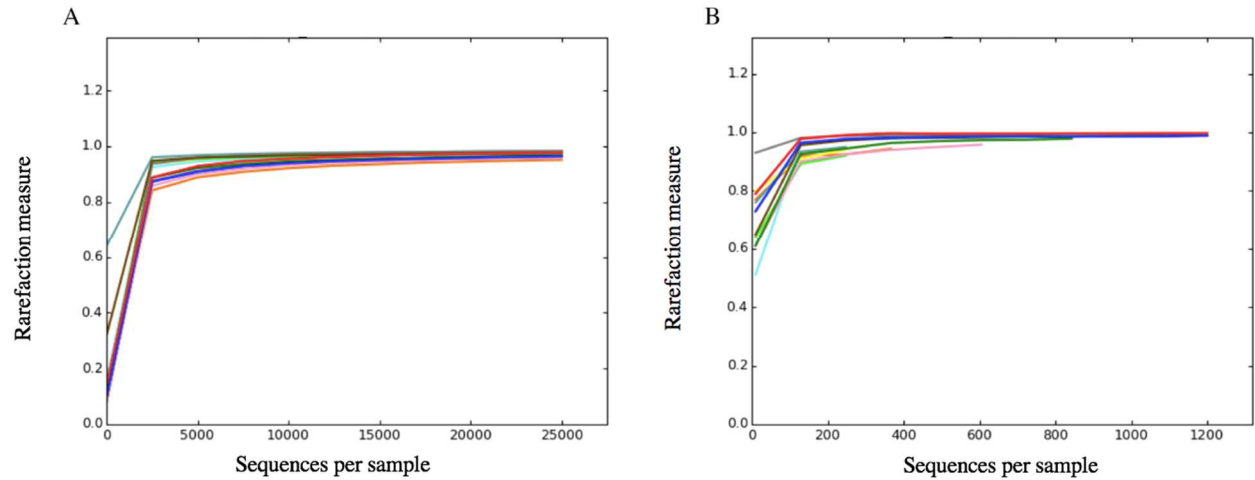 A
Rarefaction measure
1.2
1.0
0.8
0.6
0.4
0.2
0.0
0 5000 10000 15000 20000 25000
Sequences per sample
B
Rarefaction measure
1.2
1.0
0.8
0.6
0.4
0.2
0.0
0 200 400 600 800 1000 1200
Sequences per sample